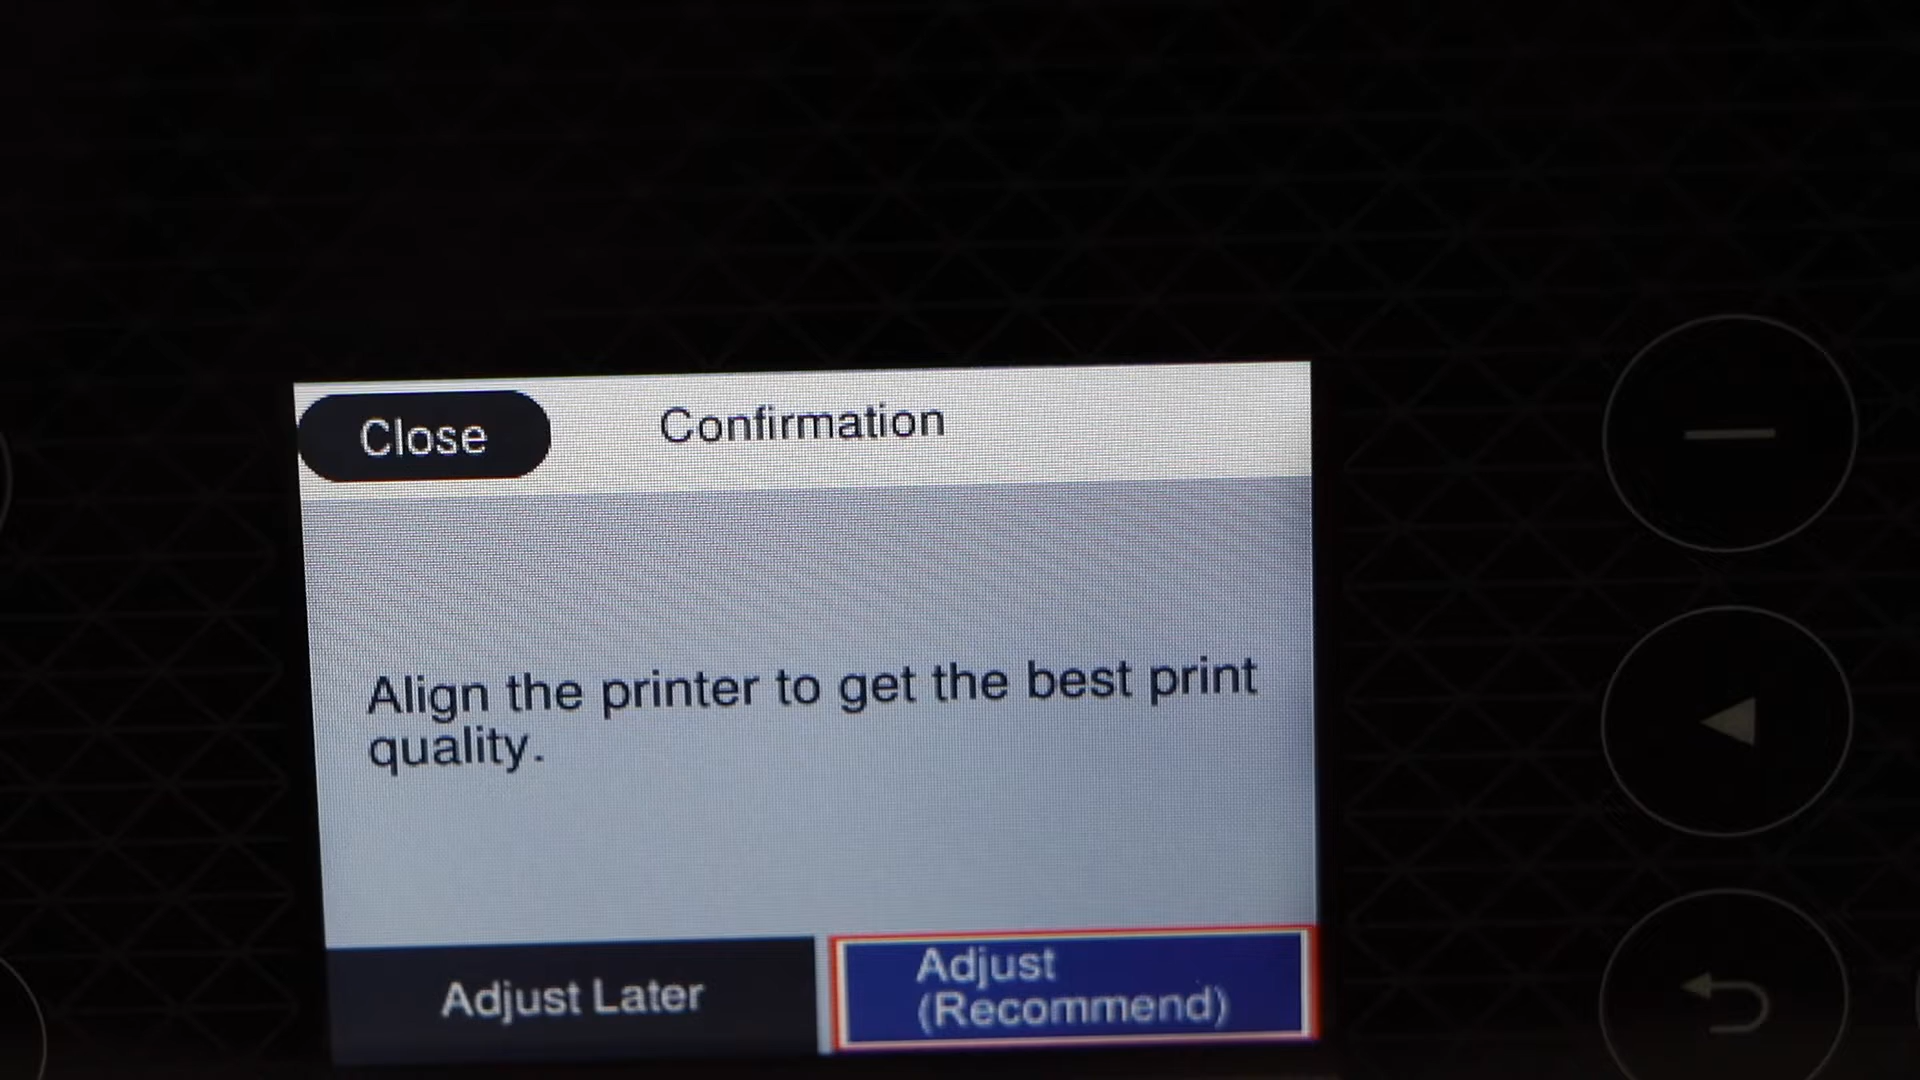 Close
Confirmation
Align the printer to get the best print
quality.
Adjust Later
Adjust
(Recommend)